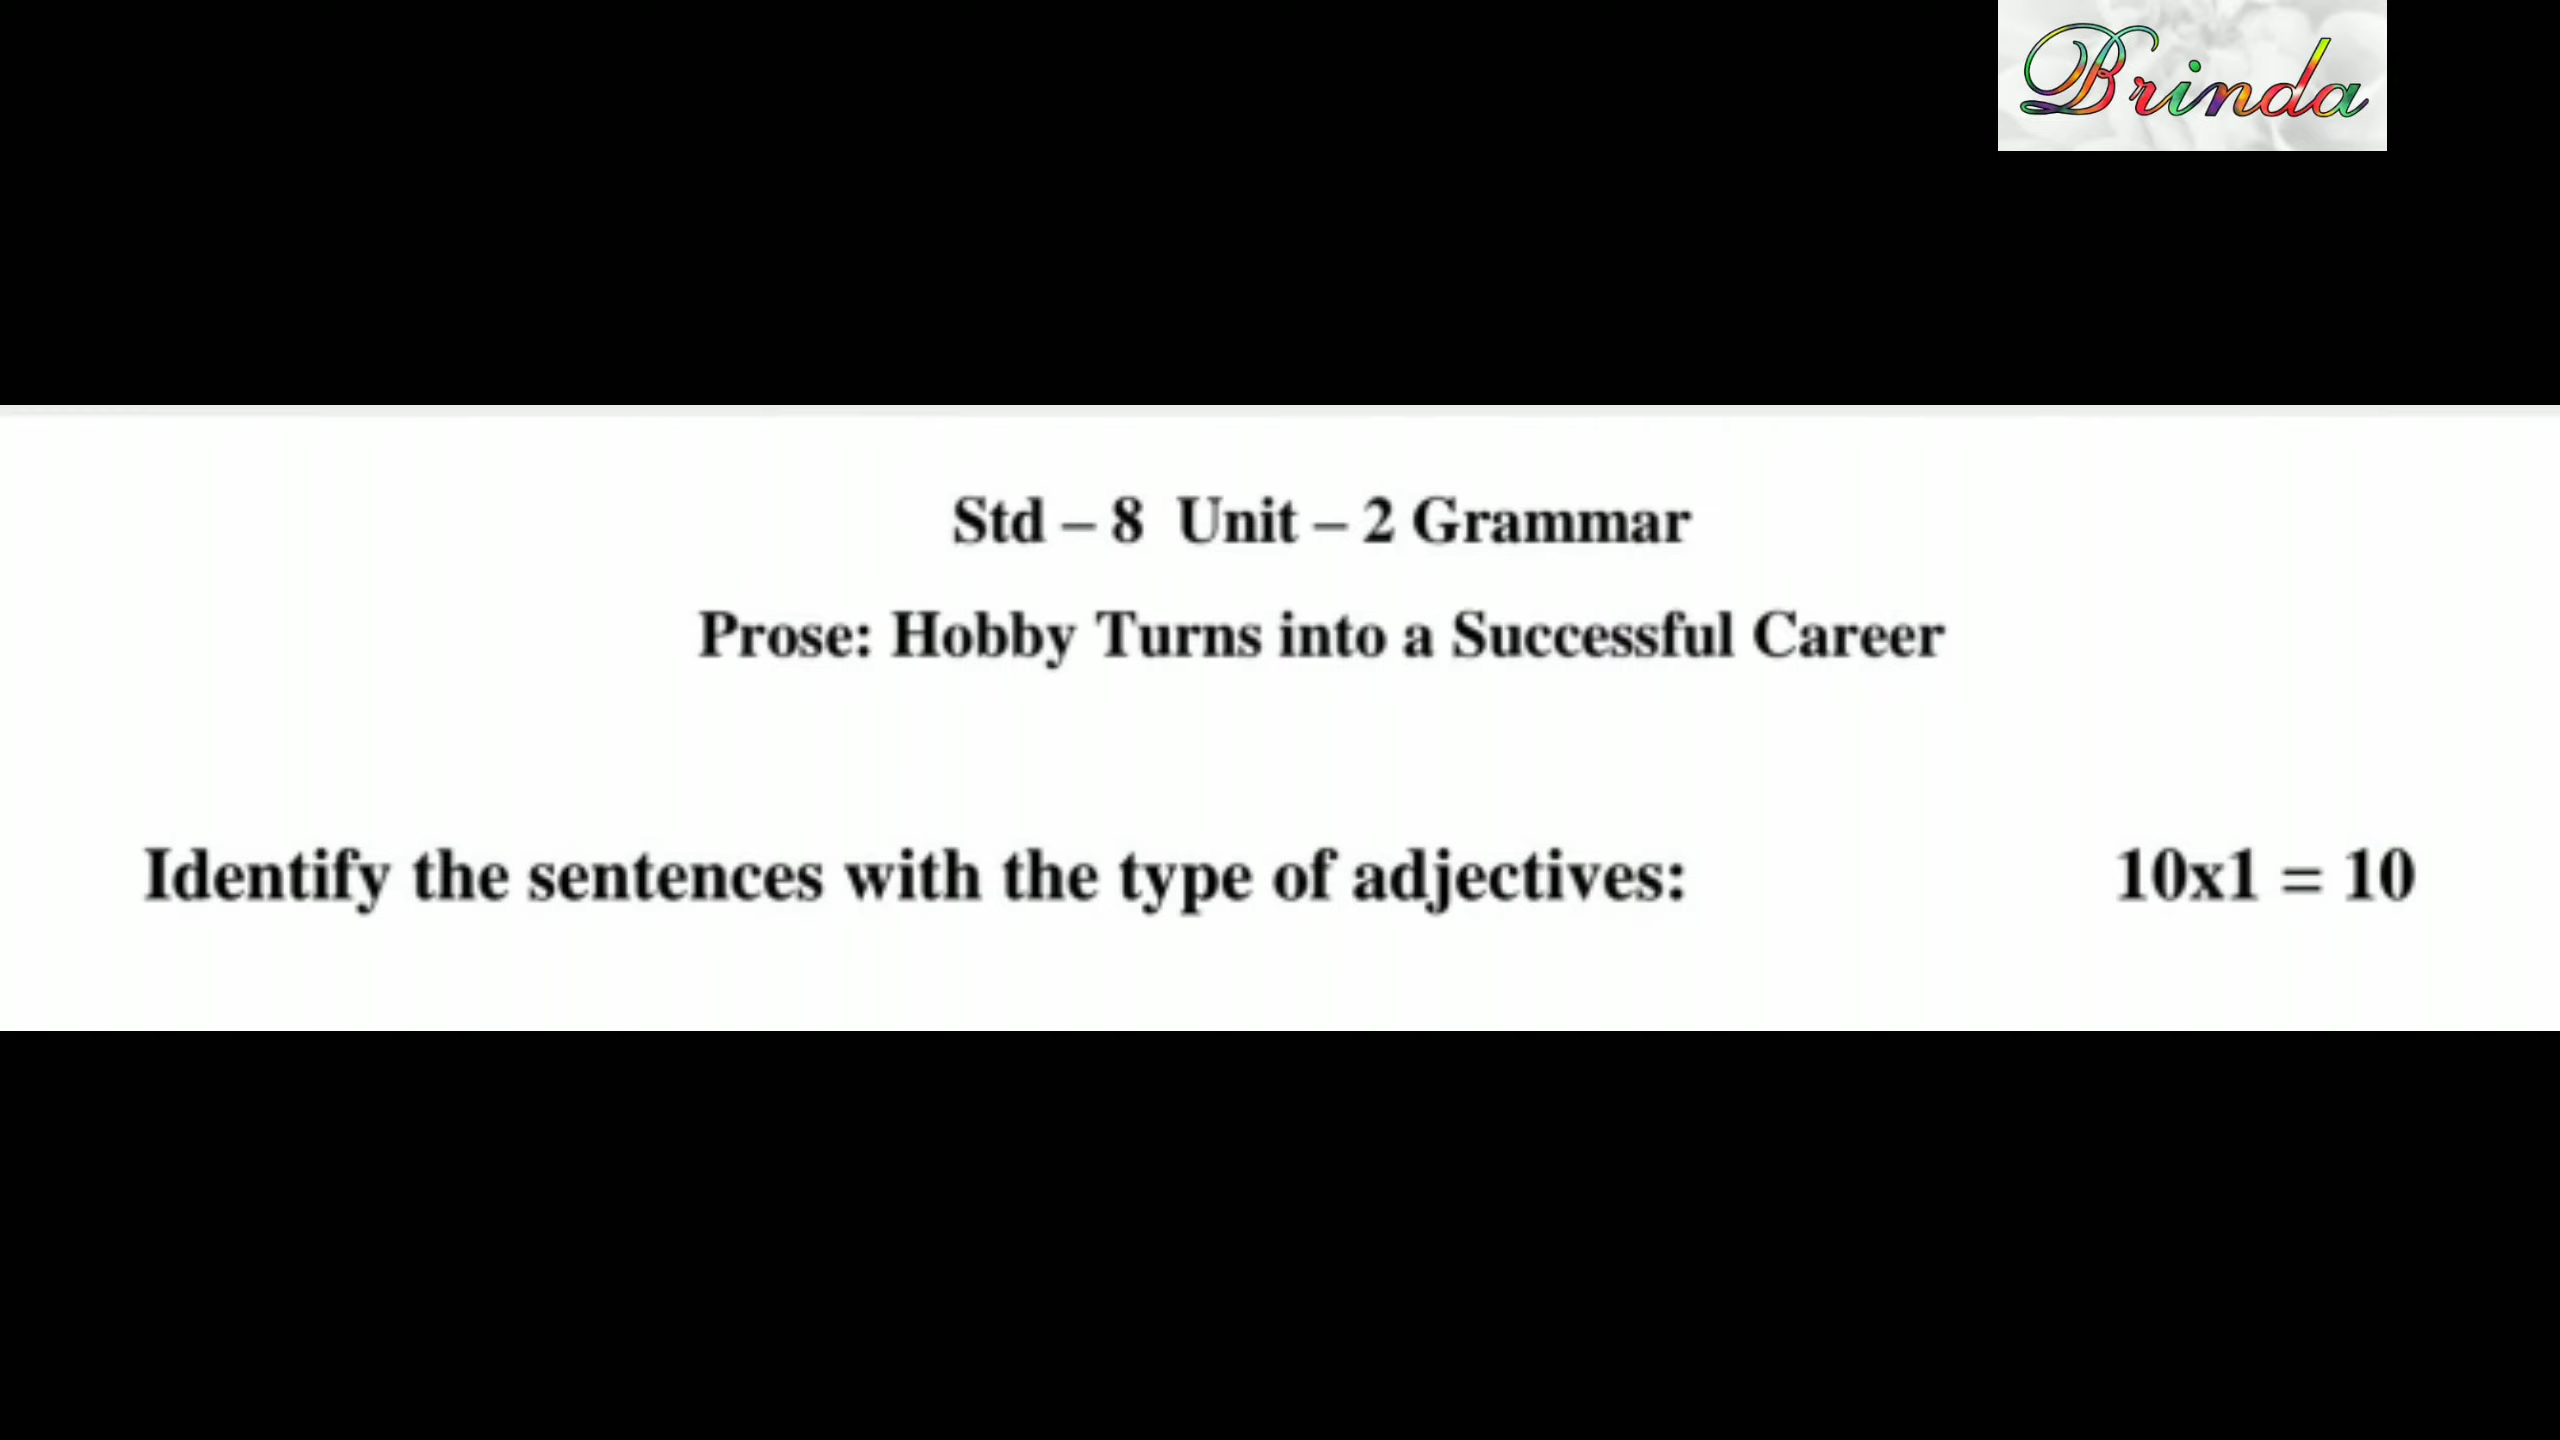 Brinda
Std – 8 Unit – 2 Grammar
Prose: Hobby Turns into a Successful Career
Identify the sentences with the type of adjectives: 10x1 = 10